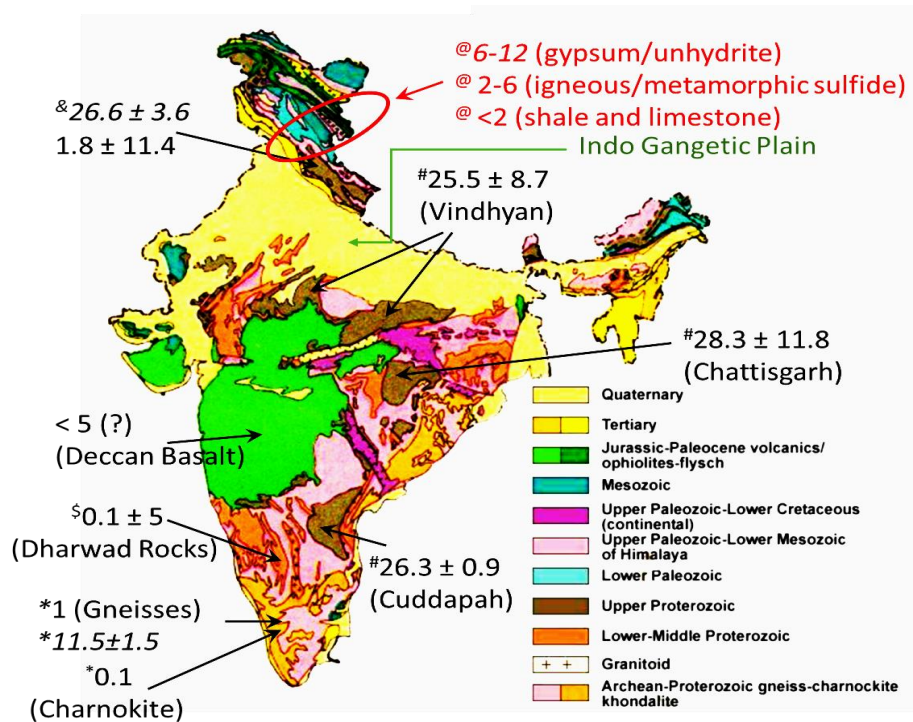 @6-12 (gypsum/unhydrite)
@ 2-6 (igneous/metamorphic sulfide)
@ <2 (shale and limestone)
&26.6 ± 3.6
1.8 ± 11.4
Indo Gangetic Plain
#25.5 ± 8.7
(Vindhyan)
#28.3 ± 11.8
(Chattisgarh)
< 5 (?)
(Deccan Basalt)
$0.1 ± 5
(Dharwad Rocks)
#26.3 ± 0.9
(Cuddapah)
*1 (Gneisses)
*11.5±1.5
*0.1
(Charnokite)
Quaternary
Tertiary
Jurassic-Paleocene volcanics/
ophiolites-flysch
Mesozoic
Upper Paleozoic-Lower Cretaceous
(continental)
Upper Paleozoic-Lower Mesozoic
of Himalaya
Lower Paleozoic
Upper Proterozoic
Lower-Middle Proterozoic
+ + Granitoid
Archean-Proterozoic gneiss-charnockite
khondalite